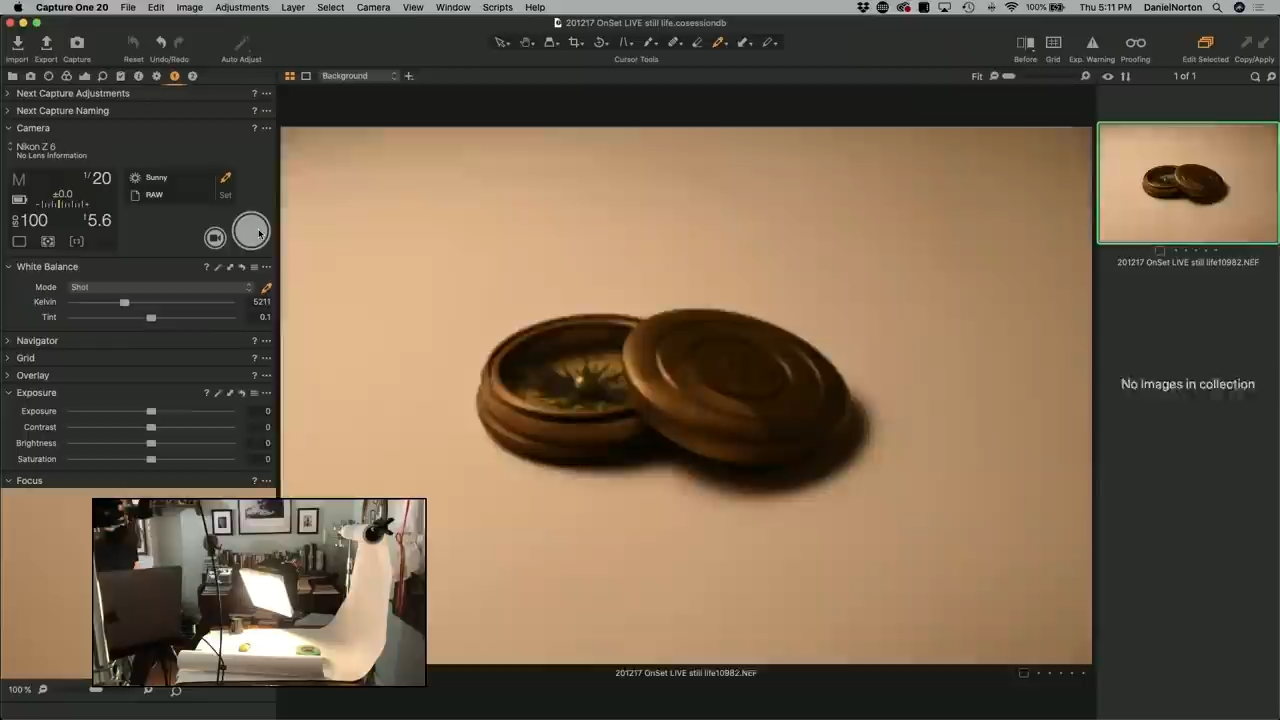 Capture One 20 File Edit Image Adjustments Layer Select Camera View Window Scripts Help 100% Thu 5:11 PM DanielNorton
201217 OnSet LIVE still life.cosessiondb
Import Export Capture Reset Undo/Redo Auto Adjust Cursor Tools Before Grid Exp. Warning Proofing Edit Selected Copy/Apply
Background Fit 1 of 1
Next Capture Adjustments ? ...
Next Capture Naming ? ...
Camera ? ...
Nikon Z 6
No Lens Information
M 1/20 Sunny
±0.0 RAW Set
ISO 100 f 5.6
White Balance ? ...
Mode Shot
Kelvin 5211
Tint 0.1
Navigator ? ...
Grid ? ...
Overlay ? ...
Exposure ? ...
Exposure 0
Contrast 0
Brightness 0
Saturation 0
Focus ? ...
100%
201217 OnSet LIVE still life10982.NEF
201217 OnSet LIVE still life10982.NEF
No images in collection